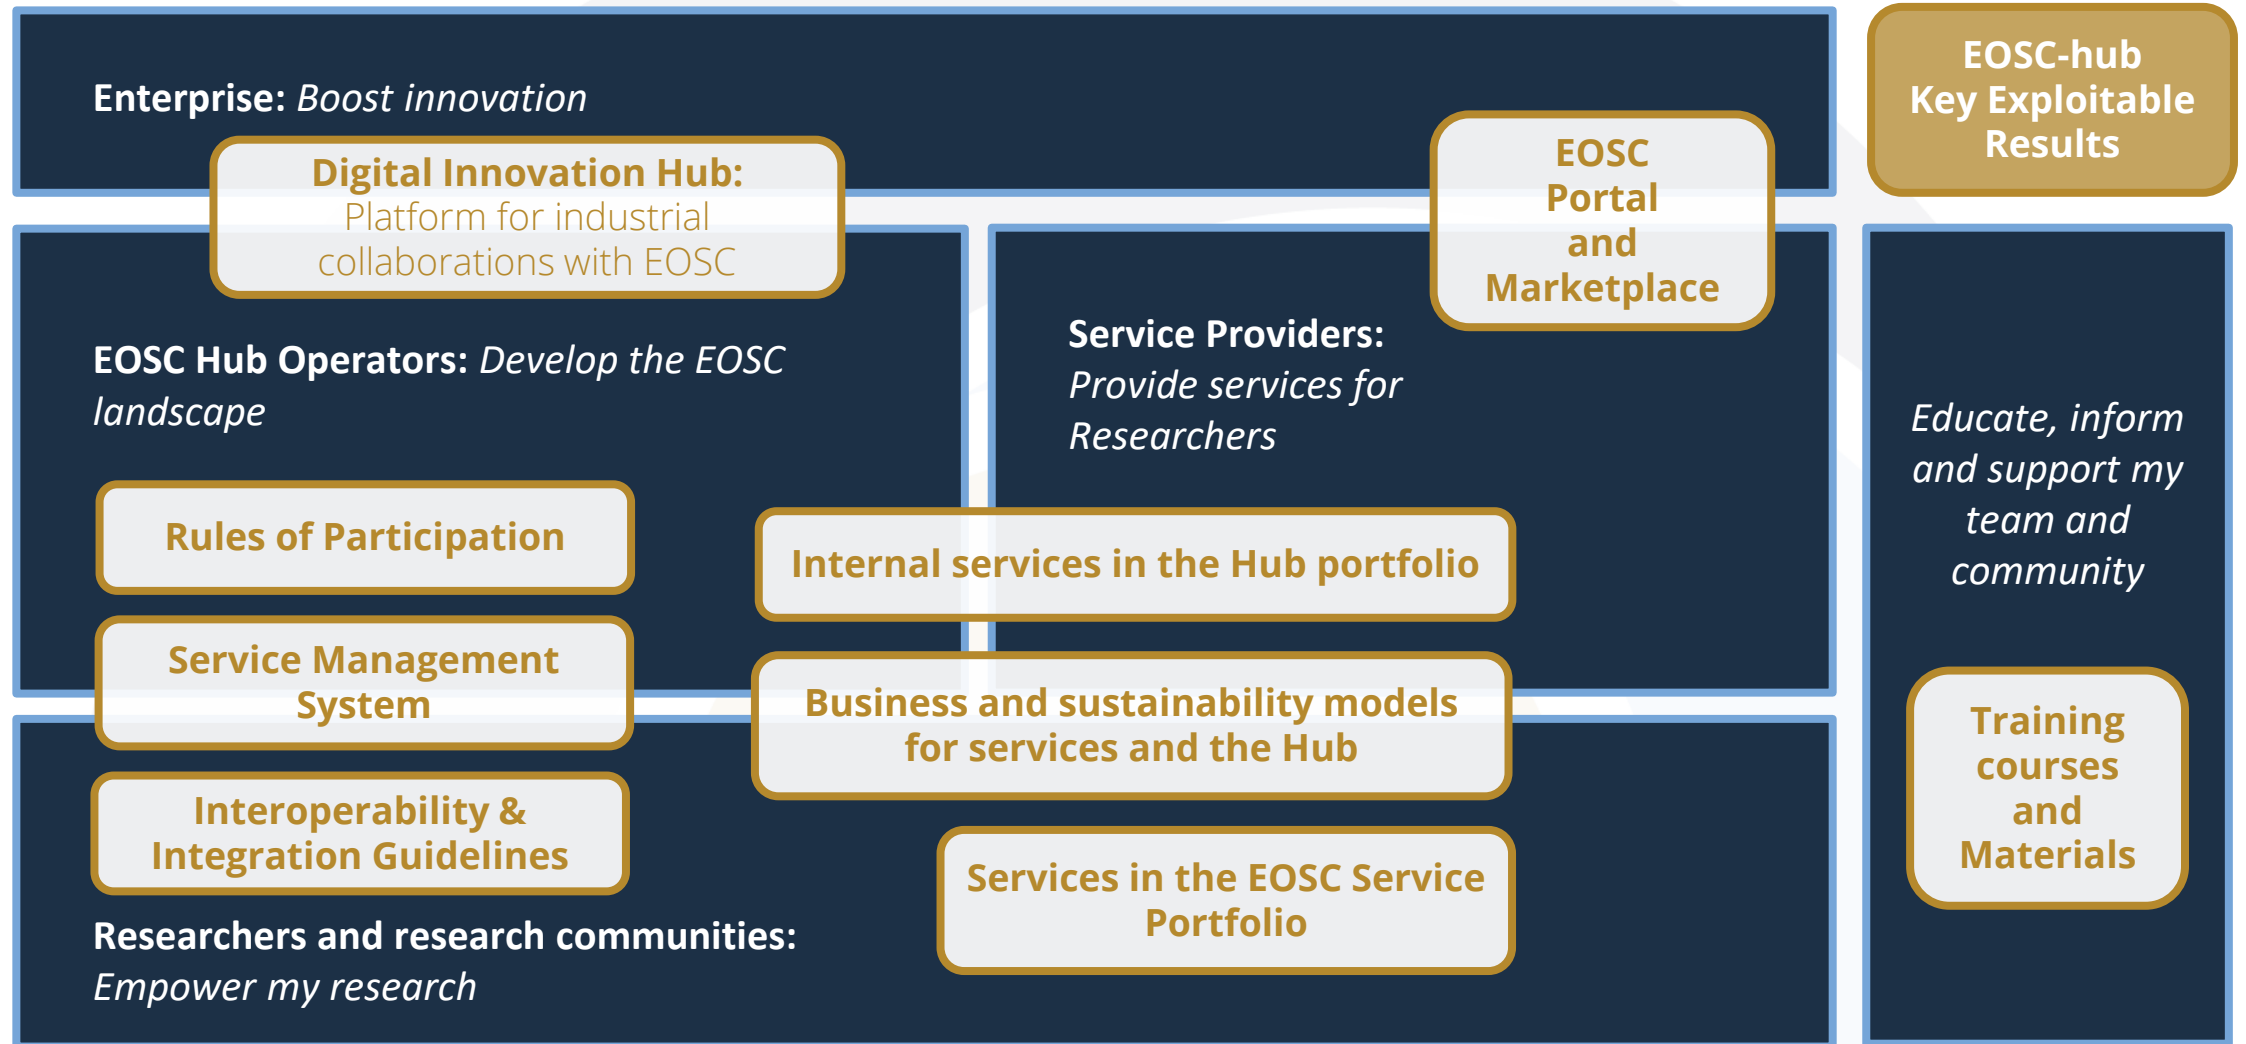 Enterprise: Boost innovation
EOSC-hub
Key Exploitable
Results
Digital Innovation Hub:
Platform for industrial
collaborations with EOSC
EOSC
Portal
and
Marketplace
EOSC Hub Operators: Develop the EOSC
landscape
Service Providers:
Provide services for
Researchers
Rules of Participation
Internal services in the Hub portfolio
Service Management
System
Business and sustainability models
for services and the Hub
Interoperability &
Integration Guidelines
Services in the EOSC Service
Portfolio
Researchers and research communities:
Empower my research
Educate, inform
and support my
team and
community
Training
courses
and
Materials